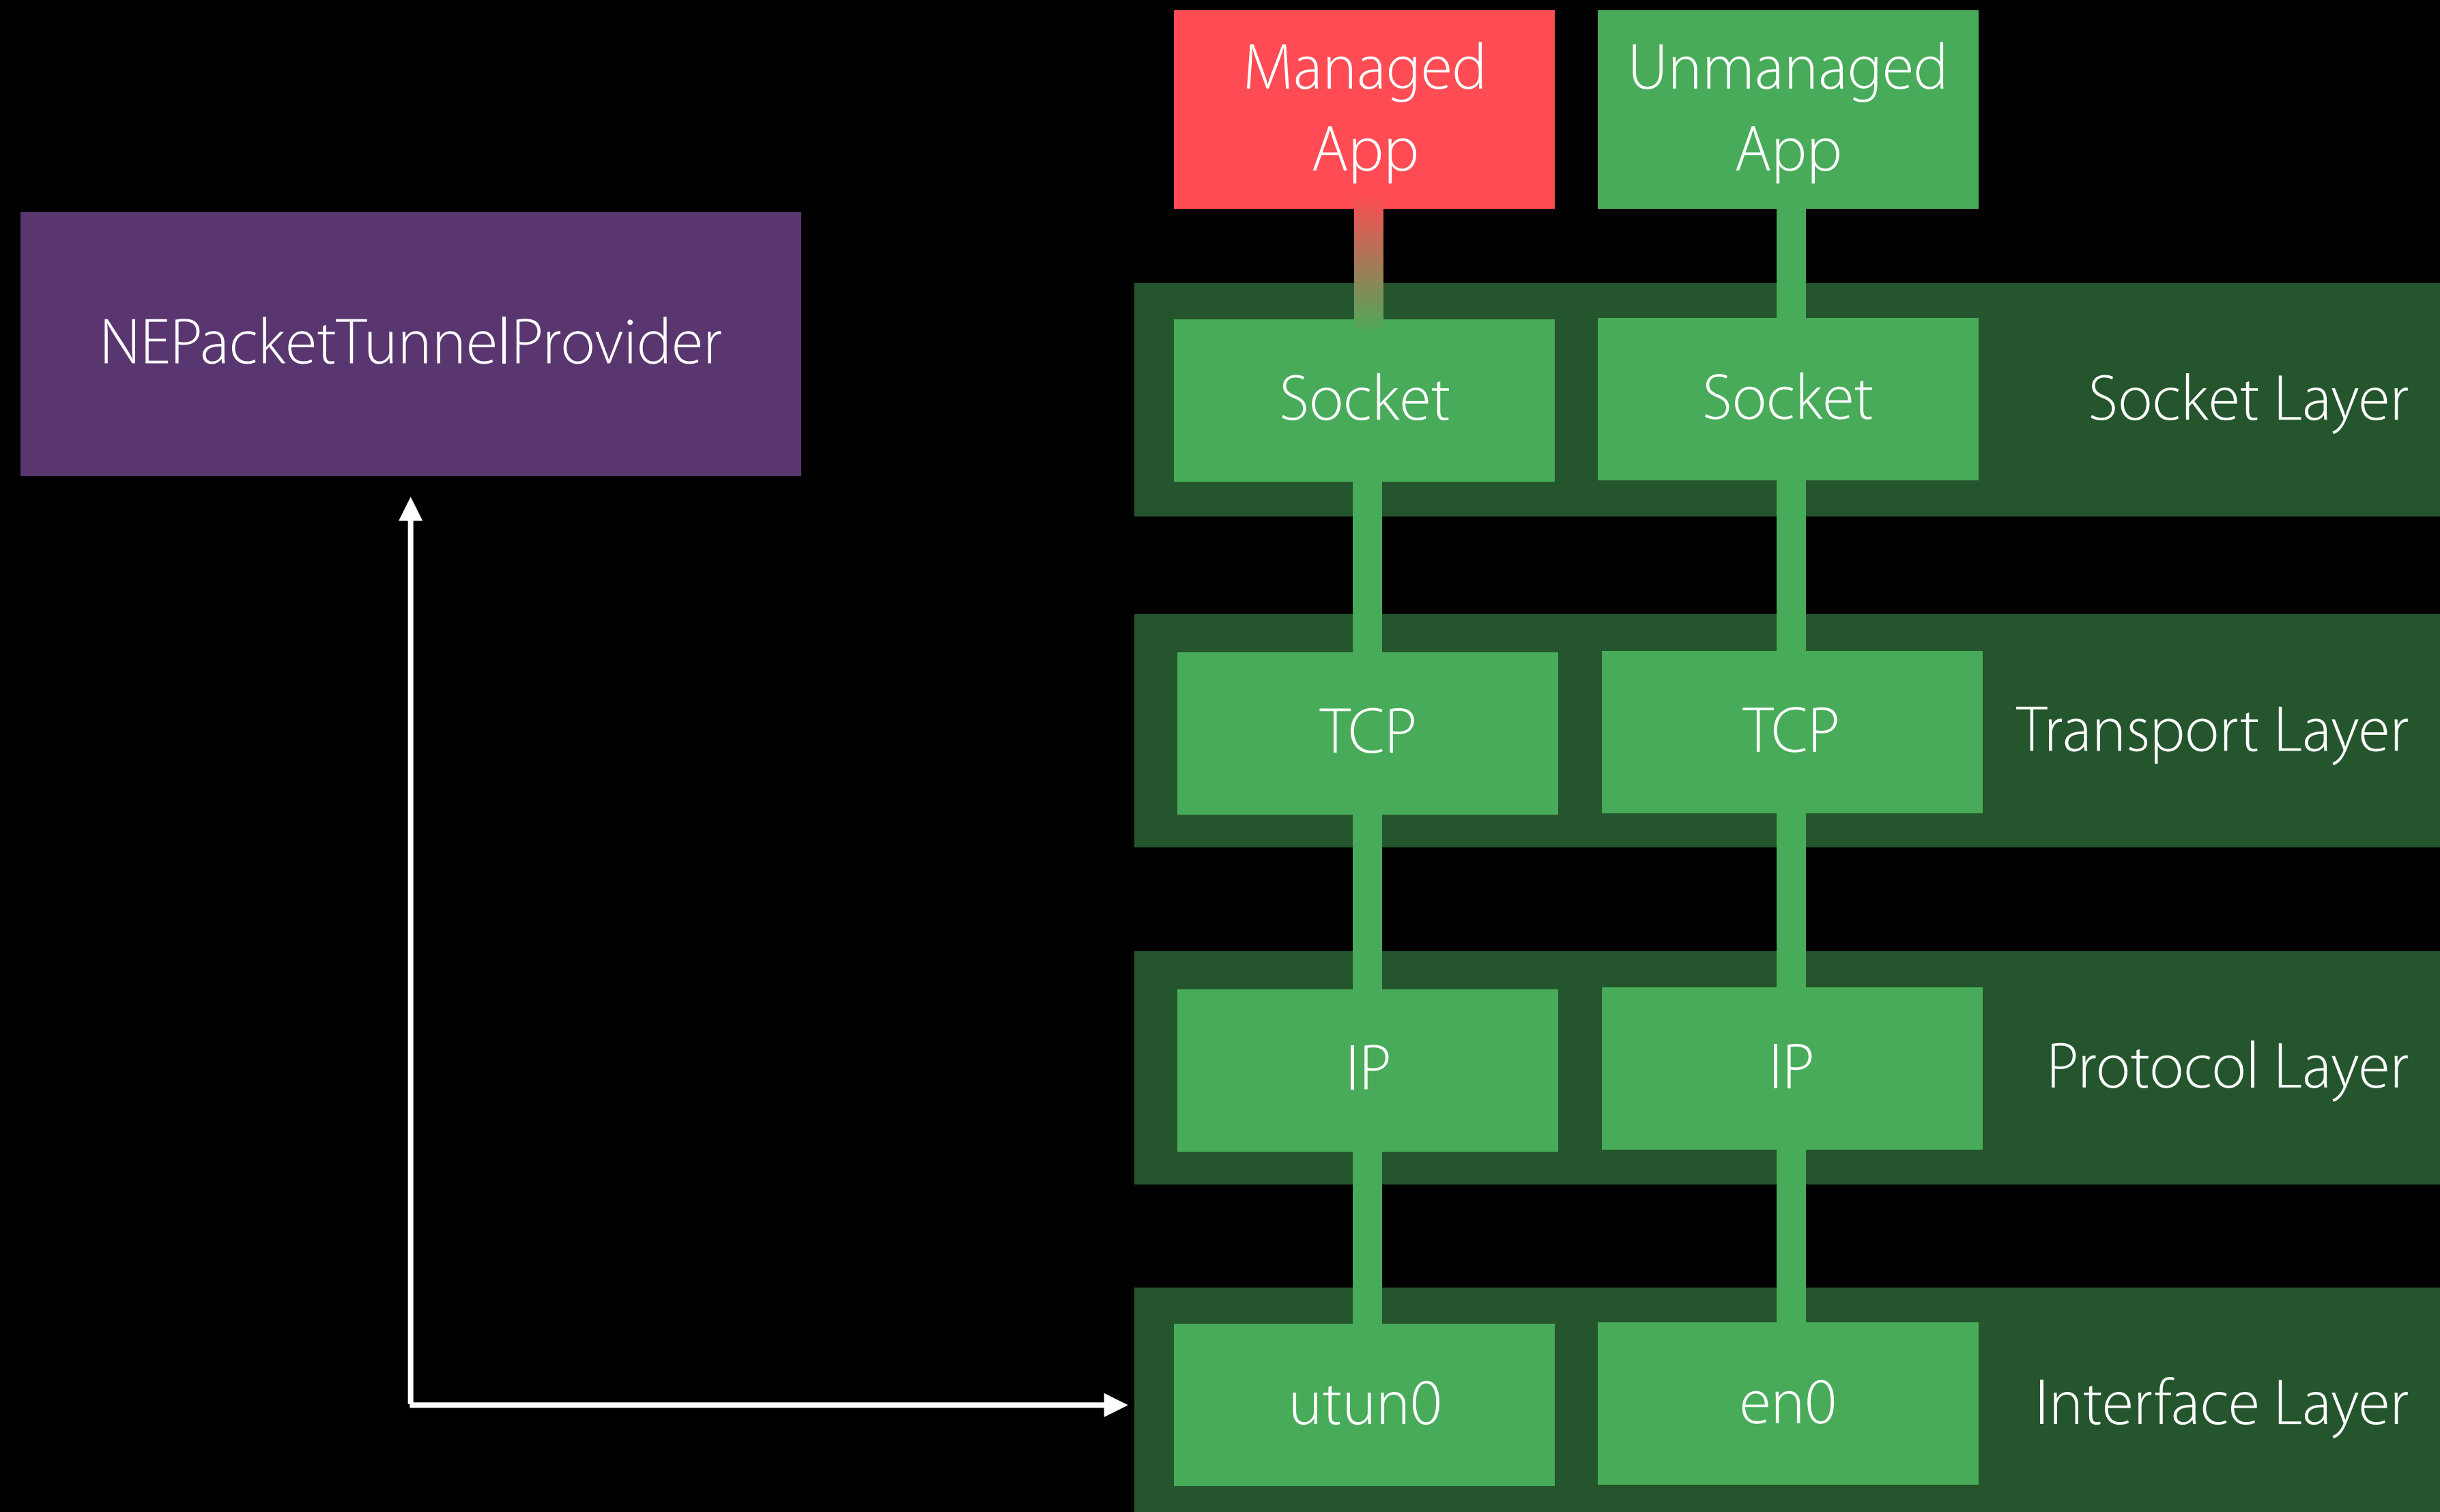 Managed
App
Unmanaged
App
NEPacketTunnelProvider
Socket
Socket
Socket Layer
TCP
TCP
Transport Layer
IP
IP
Protocol Layer
utun0
en0
Interface Layer